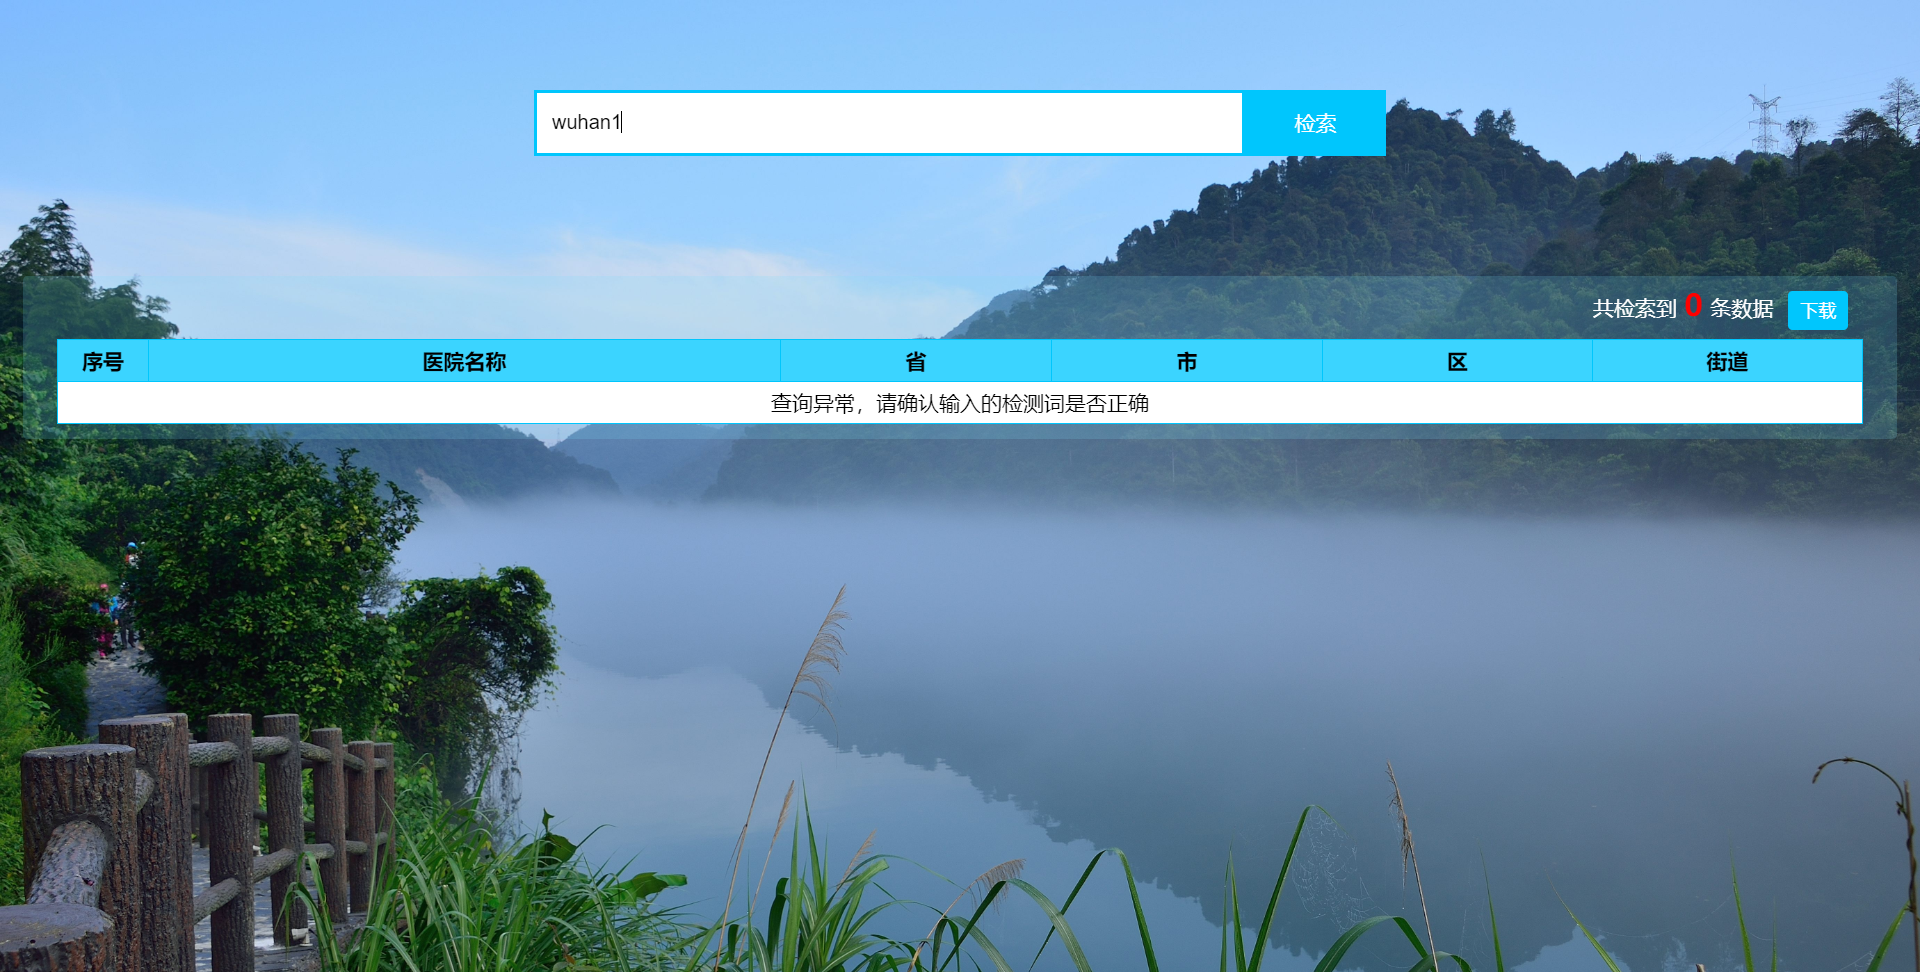 wuhan1
检索
共检索到 0 条数据 下载
序号 医院名称 省 市 区 街道
查询异常，请确认输入的检测词是否正确